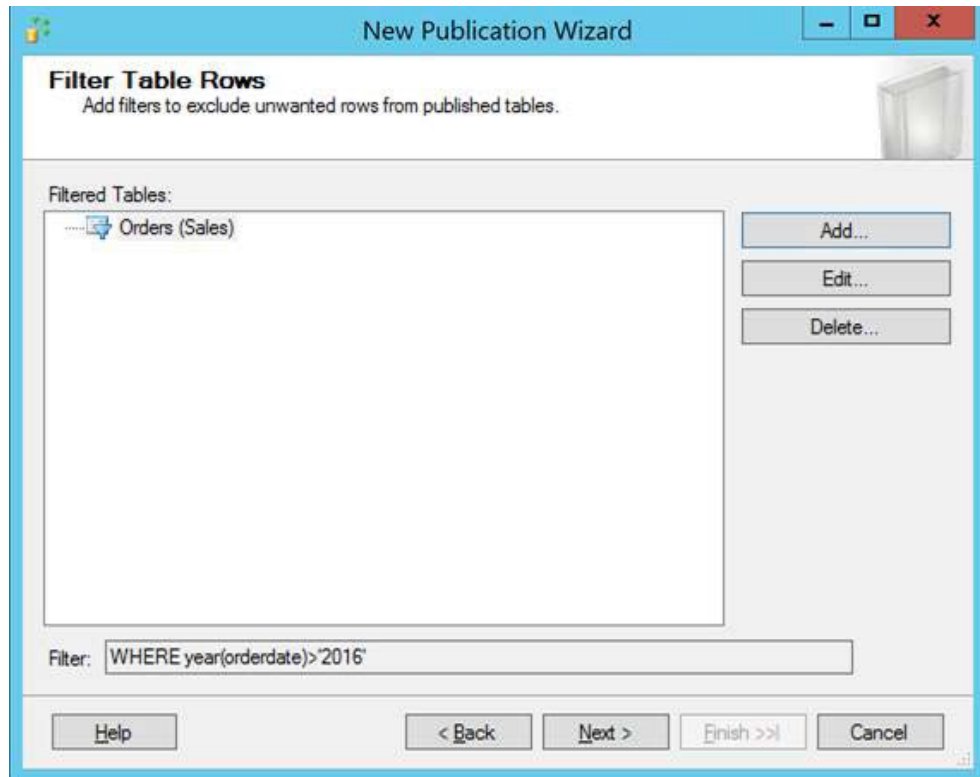 New Publication Wizard
Filter Table Rows
Add filters to exclude unwanted rows from published tables.
Filtered Tables:
Orders (Sales)
Add...
Edit...
Delete...
Filter: WHERE year(orderdate)>'2016'
Help < Back Next > Finish >>| Cancel